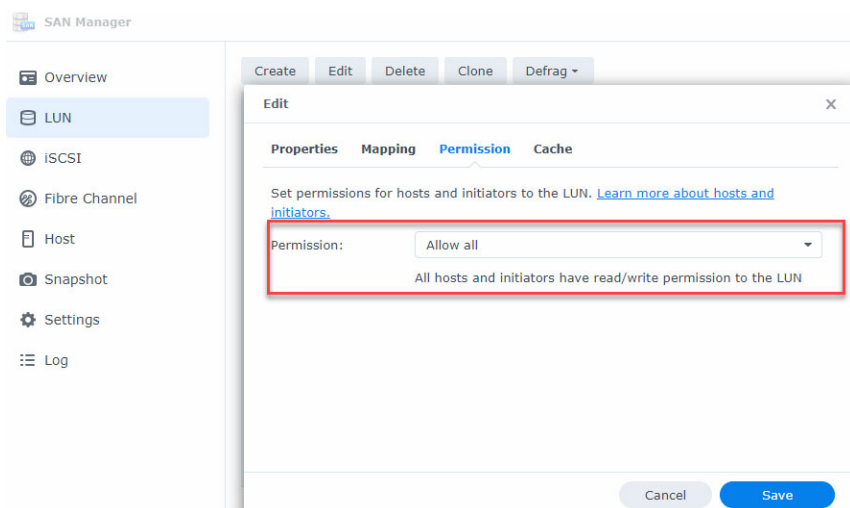 SAN Manager
Overview
LUN
iSCSI
Fibre Channel
Host
Snapshot
Settings
Log
Create Edit Delete Clone Defrag
Edit
Properties Mapping Permission Cache
Set permissions for hosts and initiators to the LUN. Learn more about hosts and
initiators.
Permission: Allow all
All hosts and initiators have read/write permission to the LUN
Cancel Save